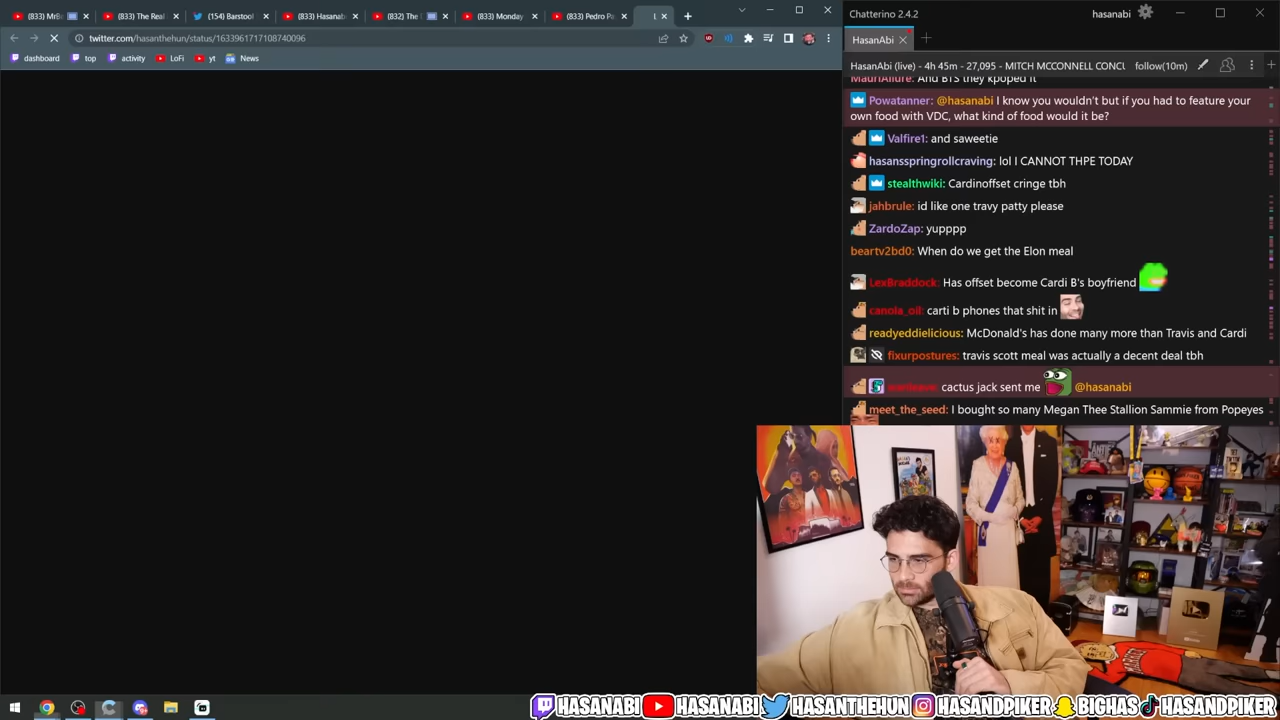 (833) MrBe
(833) The Real
(154) Barstool
(833) Hasanab
(832) The
(833) Monday
(833) Pedro Pa
twitter.com/hasanthehun/status/1633961717108740096
dashboard top activity LoFi yt News
Chatterino 2.4.2
hasanabi
HasanAbi
HasanAbi (live) - 4h 45m - 27,095 - MITCH MCCONNELL CONCU follow(10m)
MauriAllure: And BTS they kpoped it
Powatanner: @hasanabi I know you wouldn't but if you had to feature your
own food with VDC, what kind of food would it be?
Valfire1: and saweetie
hasansspringrollcraving: lol I CANNOT THPE TODAY
stealthwiki: Cardinoffset cringe tbh
jahbrule: id like one travy patty please
ZardoZap: yupppp
beartv2bd0: When do we get the Elon meal
LexBraddock: Has offset become Cardi B's boyfriend
canola_oil: carti b phones that shit in
readyeddielicious: McDonald's has done many more than Travis and Cardi
fixurpostures: travis scott meal was actually a decent deal tbh
cactus jack sent me @hasanabi
meet_the_seed: I bought so many Megan Thee Stallion Sammie from Popeyes
HASANABI HASANABI HASANTHEHUN HASANDPIKER BIGHAS HASANDPIKER